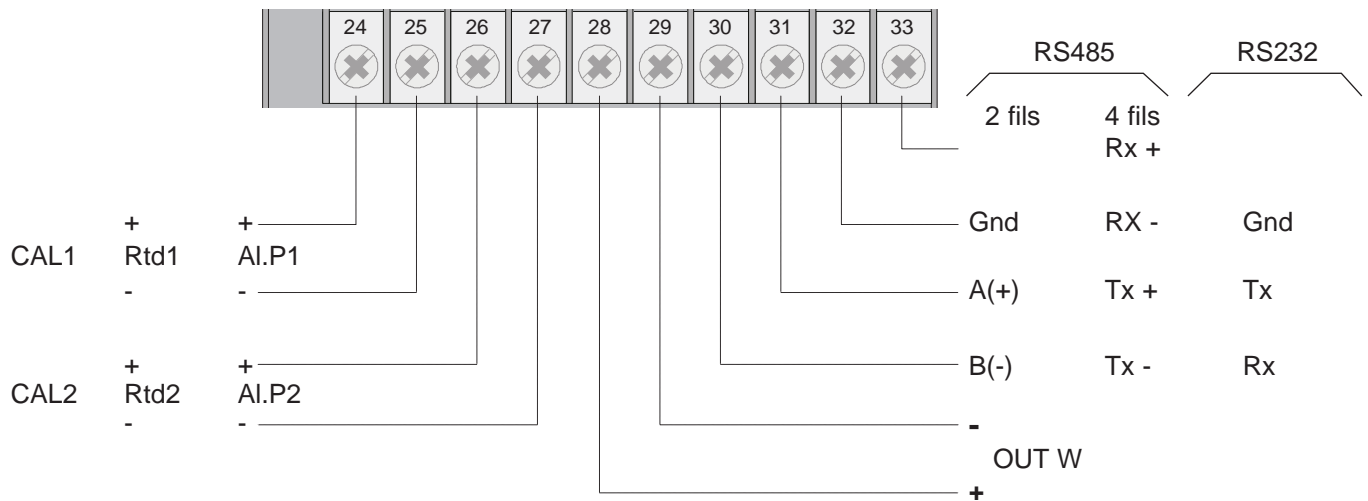 24 25 26 27 28 29 30 31 32 33
RS485 RS232
2 fils 4 fils
Rx +
+ + Gnd RX - Gnd
CAL1 Rtd1 Al.P1
- - A(+) Tx + Tx
+ + B(-) Tx - Rx
CAL2 Rtd2 Al.P2
- - -
OUT W
+